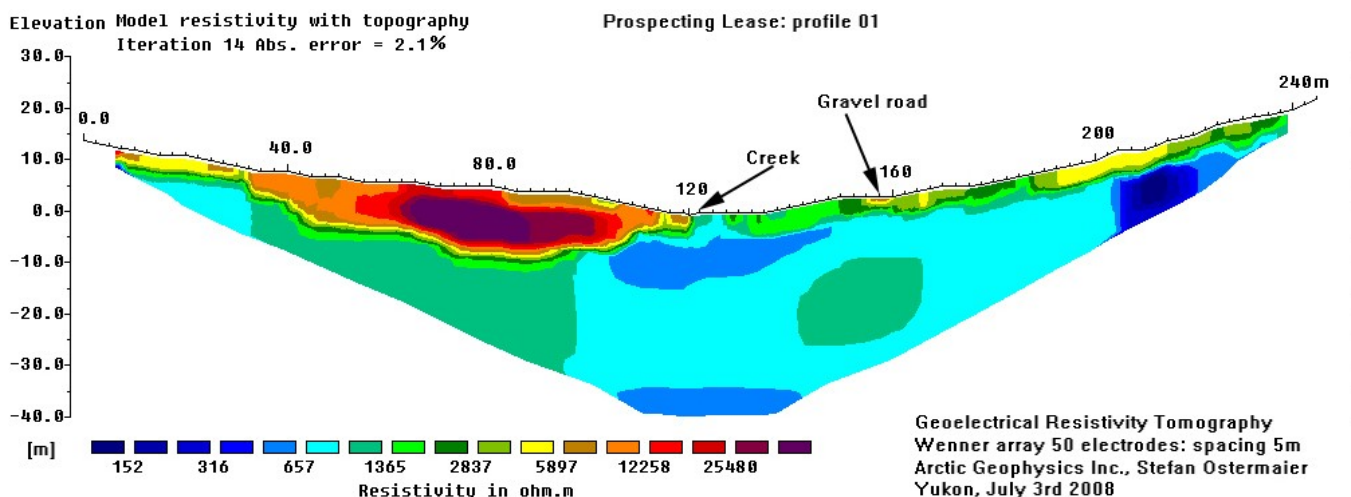 Elevation Model resistivity with topography
Iteration 14 Abs. error = 2.1%
Prospecting Lease: profile 01
30.0
20.0
10.0
0.0
-10.0
-20.0
-30.0
-40.0
0.0
40.0
80.0
120
160
200
240m
Gravel road
Creek
[m]
152 316 657 1365 2837 5897 12258 25480
Resistivity in ohm.m
Geoelectrical Resistivity Tomography
Wenner array 50 electrodes: spacing 5m
Arctic Geophysics Inc., Stefan Ostermaier
Yukon, July 3rd 2008